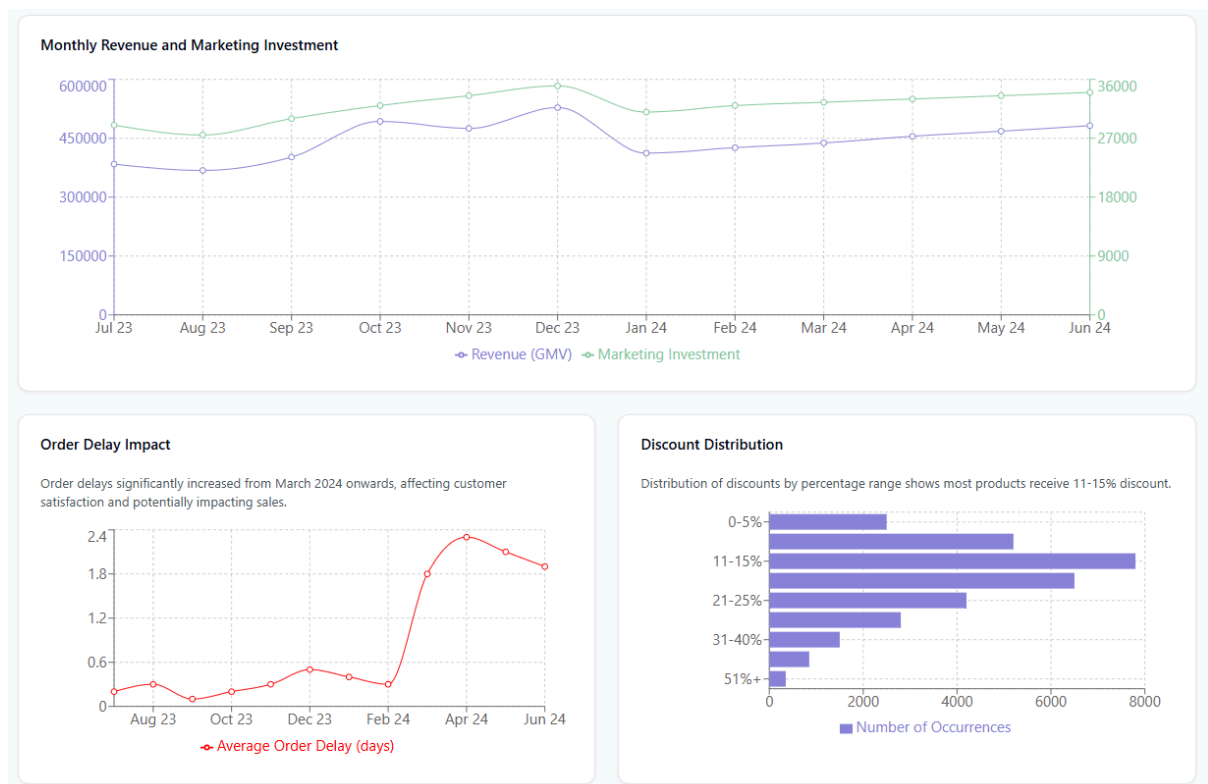 Monthly Revenue and Marketing Investment
600000
450000
300000
150000
0
36000
27000
18000
9000
0
Jul 23 Aug 23 Sep 23 Oct 23 Nov 23 Dec 23 Jan 24 Feb 24 Mar 24 Apr 24 May 24 Jun 24
Revenue (GMV) Marketing Investment
Order Delay Impact
Order delays significantly increased from March 2024 onwards, affecting customer
satisfaction and potentially impacting sales.
2.4
1.8
1.2
0.6
0
Aug 23 Oct 23 Dec 23 Feb 24 Apr 24 Jun 24
Average Order Delay (days)
Discount Distribution
Distribution of discounts by percentage range shows most products receive 11-15% discount.
0-5%
11-15%
21-25%
31-40%
51%+
0 2000 4000 6000 8000
Number of Occurrences